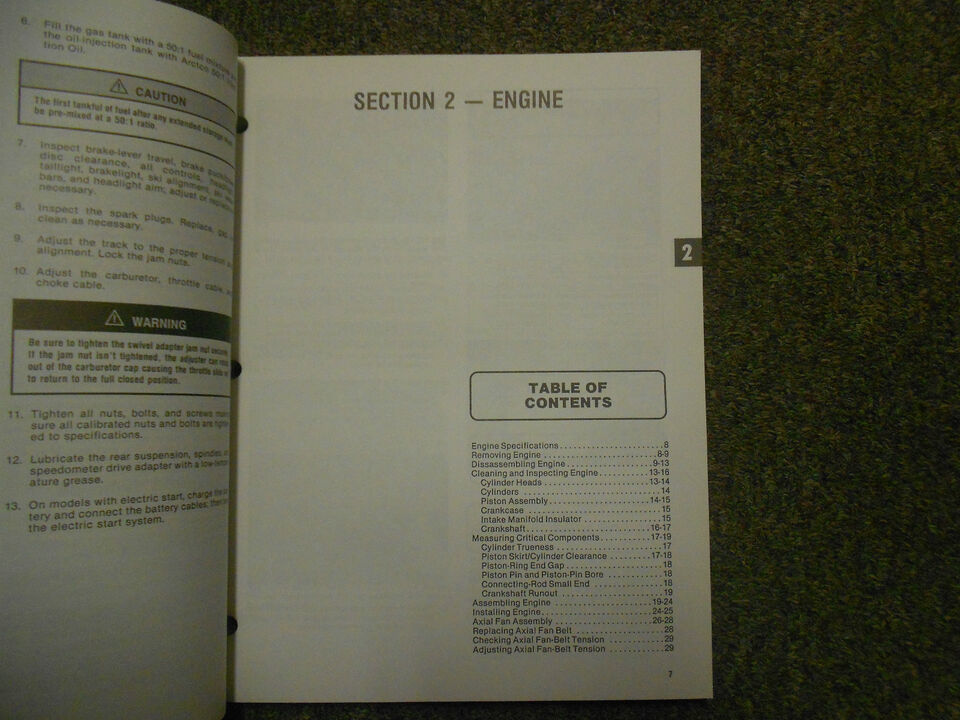 6. Fill the gas tank with a 50:1 fuel mixture
the oil-injection tank with Arctco 50:1
tion Oil.
CAUTION
The first tankful of fuel after any extended storage
be pre-mixed at a 50:1 ratio.
7. Inspect brake-lever travel, brake
disc clearance, all controls,
taillight, brakelight, ski alignment, ski
bars, and headlight aim; adjust or
necessary.
8. Inspect the spark plugs. Replace, gap,
clean as necessary.
9. Adjust the track to the proper tension
alignment. Lock the jam nuts.
10. Adjust the carburetor, throttle cable,
choke cable.
WARNING
Be sure to tighten the swivel adapter jam nut
If the jam nut isn't tightened, the adjuster can
out of the carburetor cap causing the throttle
to return to the full closed position.
11. Tighten all nuts, bolts, and screws
sure all calibrated nuts and bolts are
ed to specifications.
12. Lubricate the rear suspension, spindles,
speedometer drive adapter with a
ature grease.
13. On models with electric start, charge the
tery and connect the battery cables; then
the electric start system.
SECTION 2 — ENGINE
2
TABLE OF
CONTENTS
Engine Specifications . . . . . . . . . . . . . . . . . . . . . . 8
Removing Engine . . . . . . . . . . . . . . . . . . . . . . . . 8-9
Dissassembling Engine . . . . . . . . . . . . . . . . . . 9-13
Cleaning and Inspecting Engine . . . . . . . . . . 13-16
Cylinder Heads . . . . . . . . . . . . . . . . . . . . . . 13-14
Cylinders . . . . . . . . . . . . . . . . . . . . . . . . . . . . 14
Piston Assembly . . . . . . . . . . . . . . . . . . . . . 14-15
Crankcase . . . . . . . . . . . . . . . . . . . . . . . . . . . 15
Intake Manifold Insulator . . . . . . . . . . . . . . . . 15
Crankshaft . . . . . . . . . . . . . . . . . . . . . . . . . . 16-17
Measuring Critical Components . . . . . . . . . . . 17-19
Cylinder Trueness . . . . . . . . . . . . . . . . . . . . . . 17
Piston Skirt/Cylinder Clearance . . . . . . . . . 17-18
Piston-Ring End Gap . . . . . . . . . . . . . . . . . . . . 18
Piston Pin and Piston-Pin Bore . . . . . . . . . . . . 18
Connecting-Rod Small End . . . . . . . . . . . . . . . 18
Crankshaft Runout . . . . . . . . . . . . . . . . . . . . . 19
Assembling Engine . . . . . . . . . . . . . . . . . . . . 19-24
Installing Engine . . . . . . . . . . . . . . . . . . . . . . . 24-25
Axial Fan Assembly . . . . . . . . . . . . . . . . . . . . 26-28
Replacing Axial Fan Belt . . . . . . . . . . . . . . . . . . 28
Checking Axial Fan-Belt Tension . . . . . . . . . . . 29
Adjusting Axial Fan-Belt Tension . . . . . . . . . . . 29
7